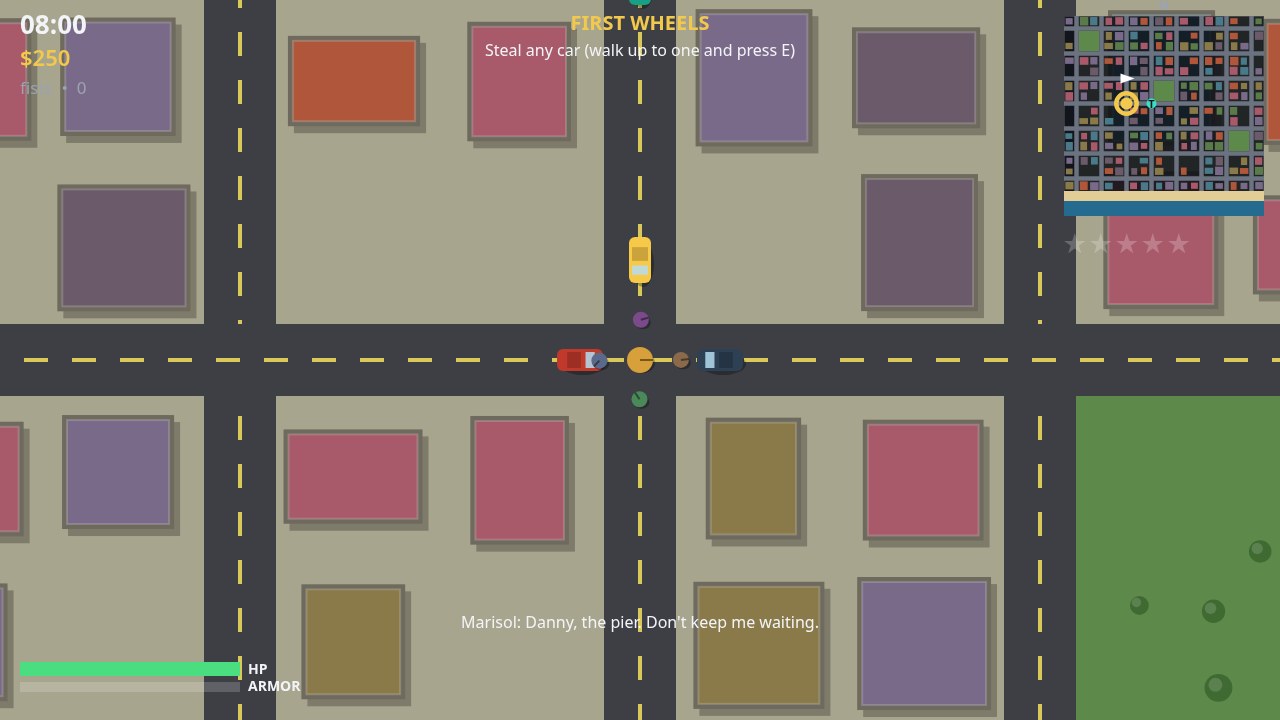 08:00
$250
fists • 0
FIRST WHEELS
Steal any car (walk up to one and press E)
Marisol: Danny, the pier. Don't keep me waiting.
HP
ARMOR